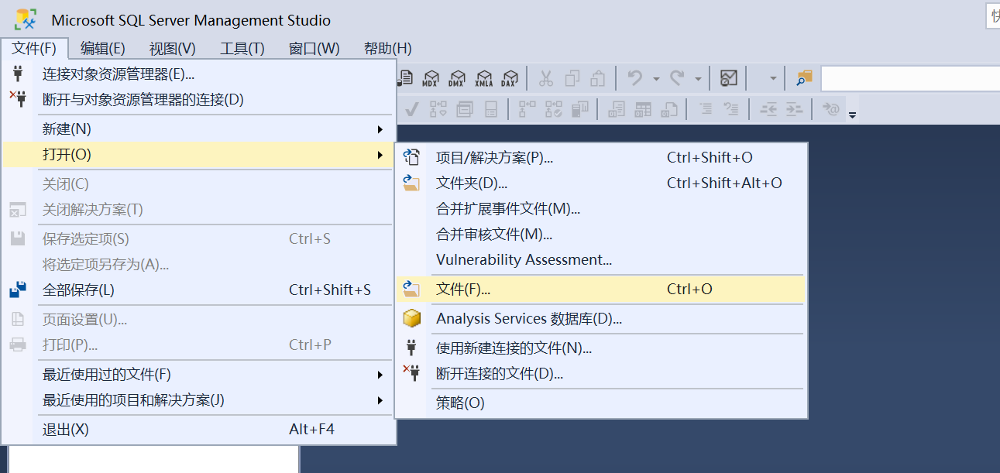 Microsoft SQL Server Management Studio
快
文件(F) 编辑(E) 视图(V) 工具(T) 窗口(W) 帮助(H)
MDX DMX XMLA DAX
连接对象资源管理器(E)...
断开与对象资源管理器的连接(D)
新建(N)
打开(O)
关闭(C)
关闭解决方案(T)
保存选定项(S) Ctrl+S
将选定项另存为(A)...
全部保存(L) Ctrl+Shift+S
页面设置(U)...
打印(P)... Ctrl+P
最近使用过的文件(F)
最近使用的项目和解决方案(J)
退出(X) Alt+F4
项目/解决方案(P)... Ctrl+Shift+O
文件夹(D)... Ctrl+Shift+Alt+O
合并扩展事件文件(M)...
合并审核文件(M)...
Vulnerability Assessment...
文件(F)... Ctrl+O
Analysis Services 数据库(D)...
使用新建连接的文件(N)...
断开连接的文件(D)...
策略(O)